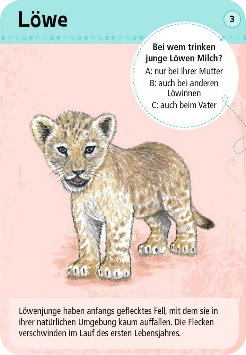 Löwe
3
Bei wem trinken
junge Löwen Milch?
A: nur bei ihrer Mutter
B: auch bei anderen
Löwinnen
C: auch beim Vater
Löwenjunge haben anfangs geflecktes Fell, mit dem sie in
ihrer natürlichen Umgebung kaum auffallen. Die Flecken
verschwinden im Lauf des ersten Lebensjahres.